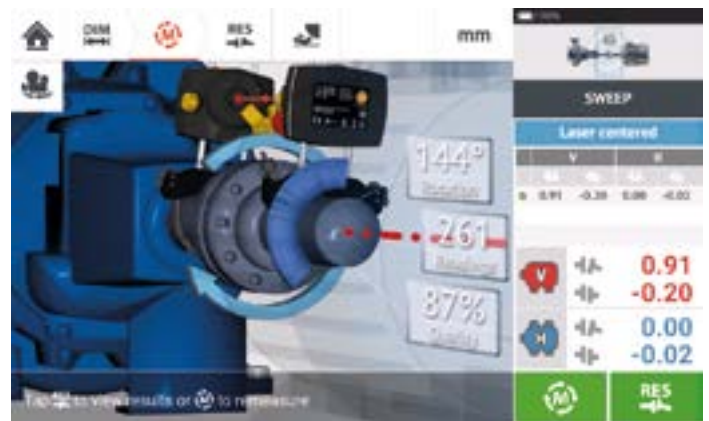 DIM
RES
mm
SWEEP
Laser centered
V H
0.91 -0.20 0.00 -0.02
144°
Rotation
261
87%
Quality
V
0.91
-0.20
H
0.00
-0.02
Tap to view results or M to remeasure
M
RES